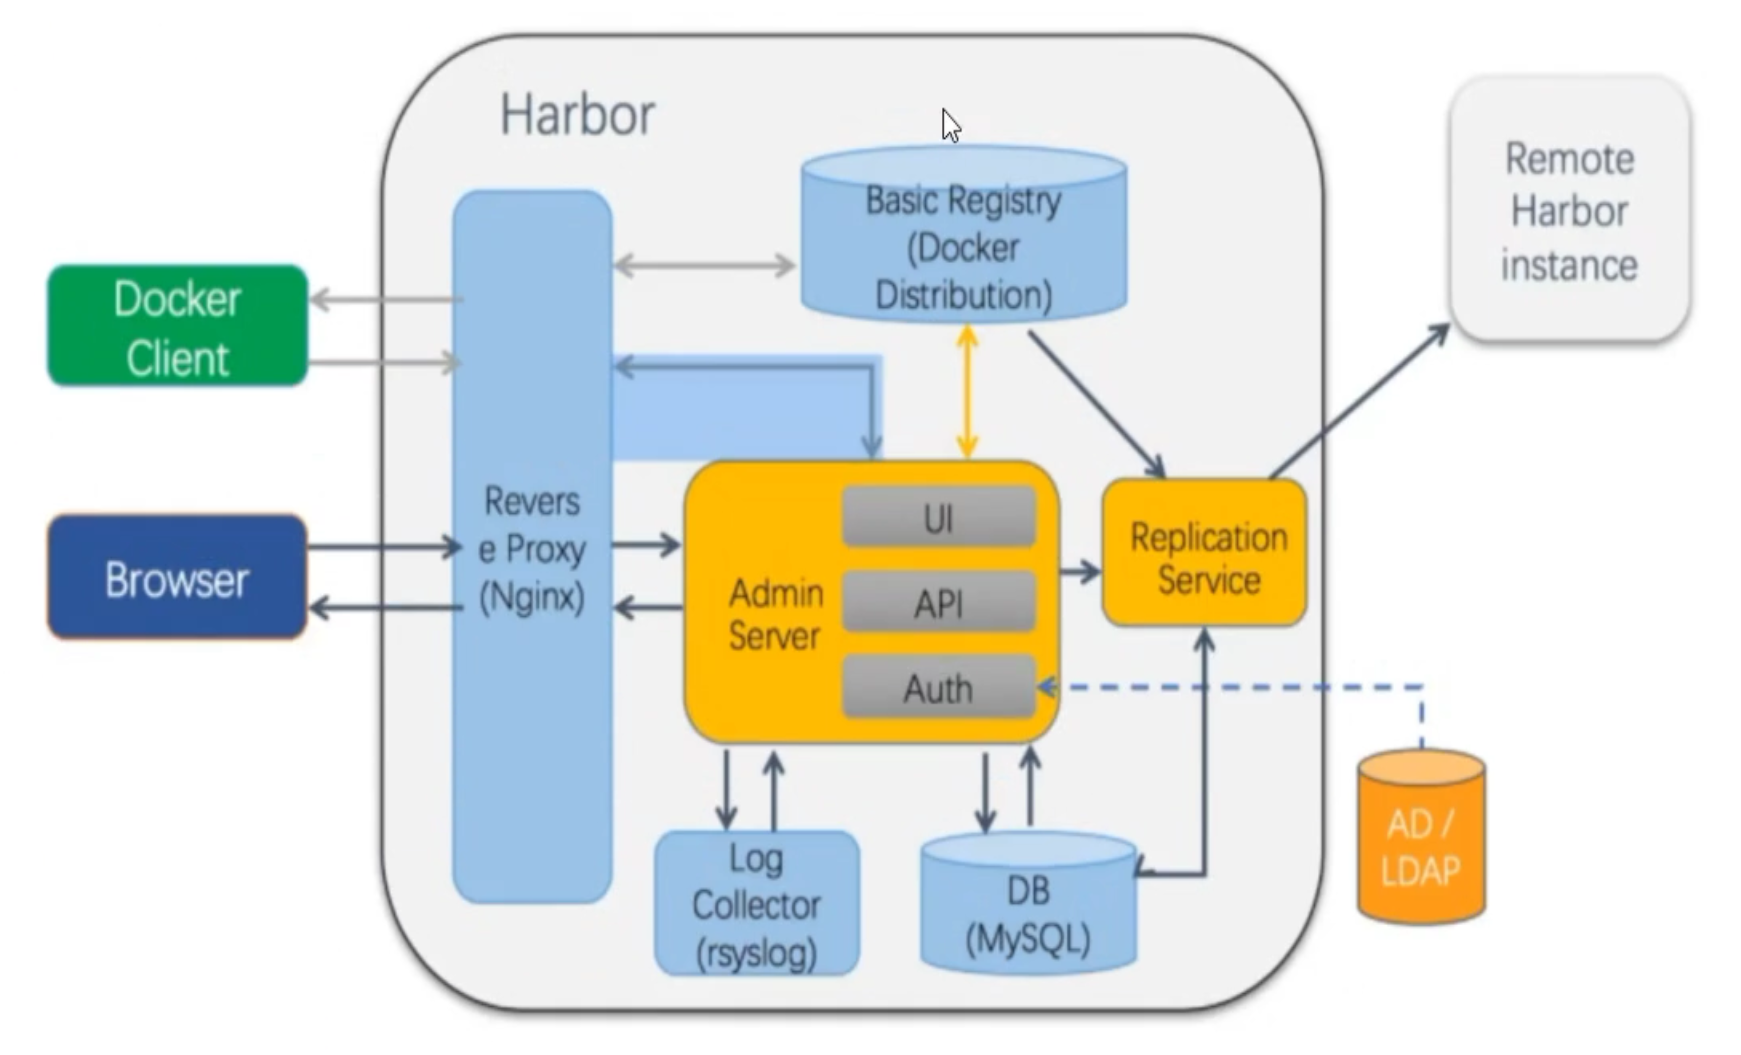 Harbor
Basic Registry
(Docker
Distribution)
Remote
Harbor
instance
Docker
Client
Revers
e Proxy
(Nginx)
Browser
Admin
Server
UI
API
Auth
Replication
Service
Log
Collector
(rsyslog)
DB
(MySQL)
AD /
LDAP